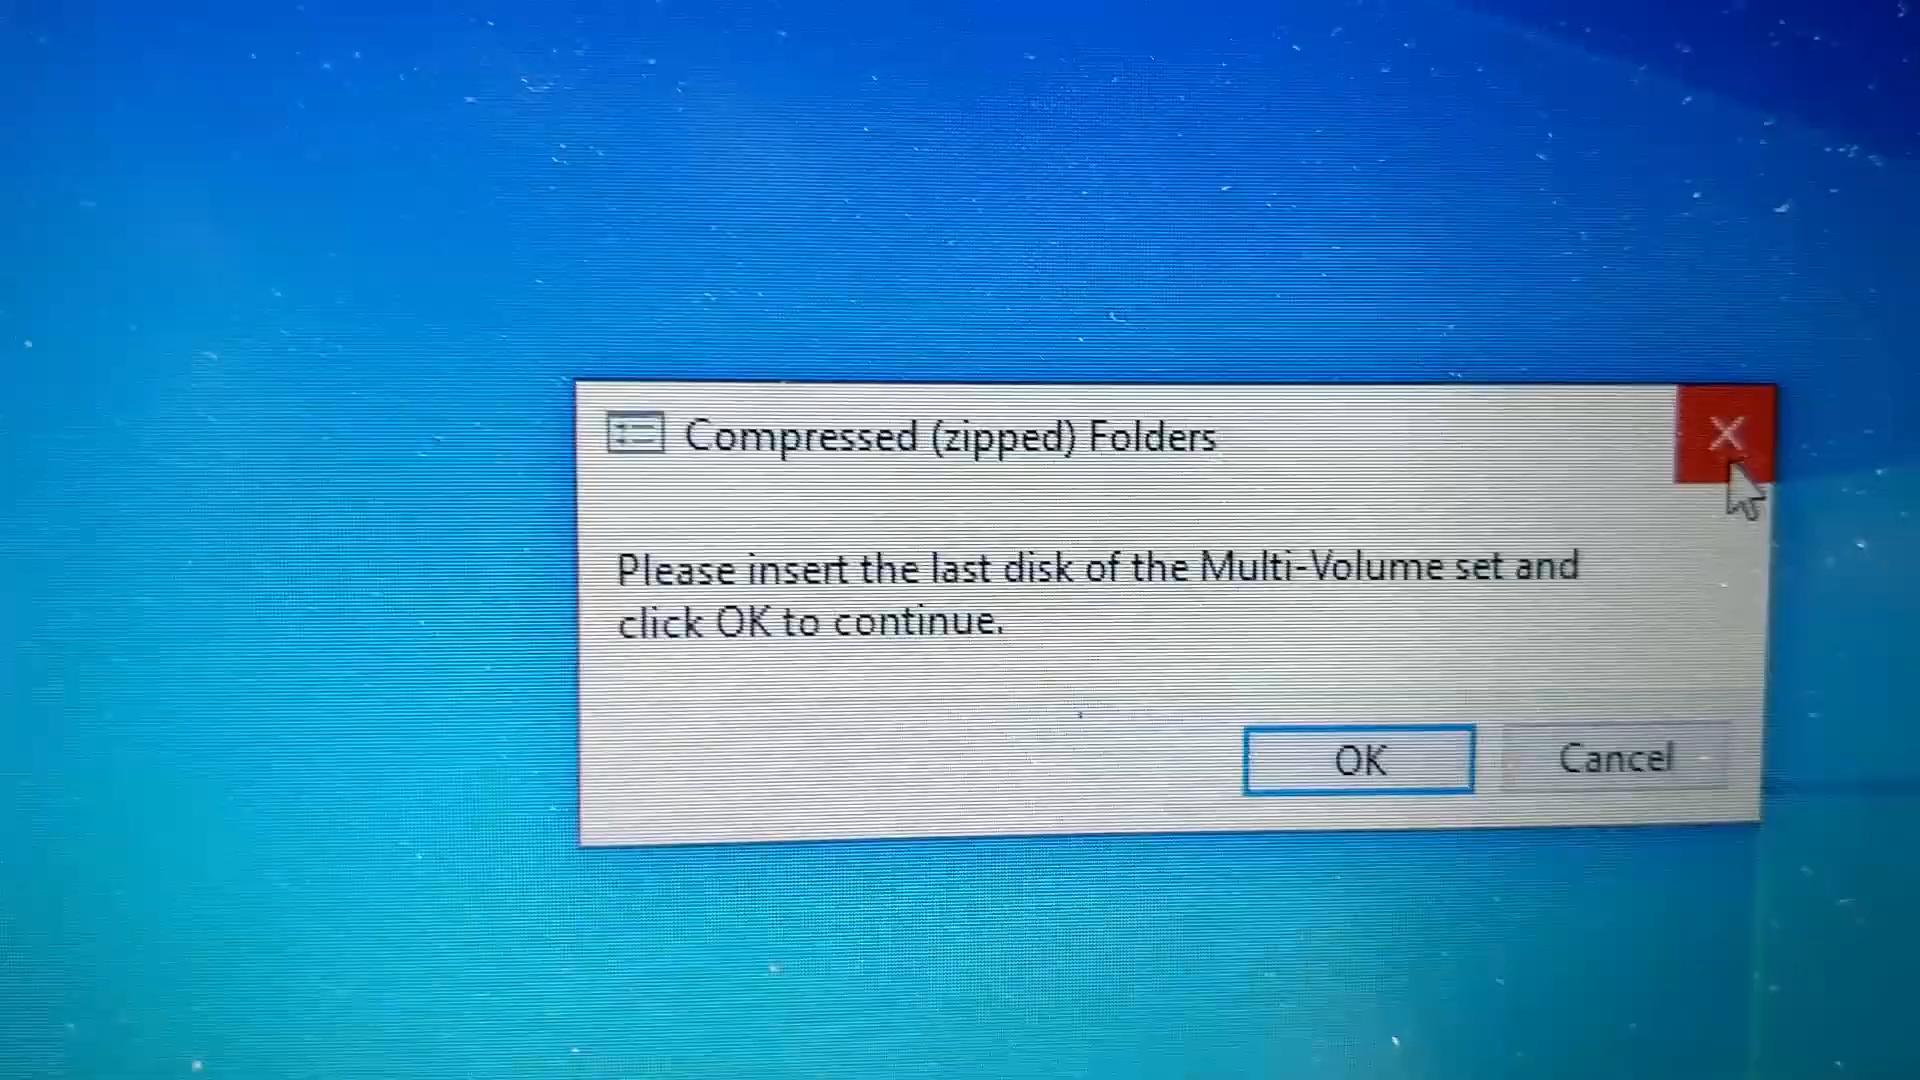 Compressed (zipped) Folders
Please insert the last disk of the Multi-Volume set and
click OK to continue.
OK Cancel